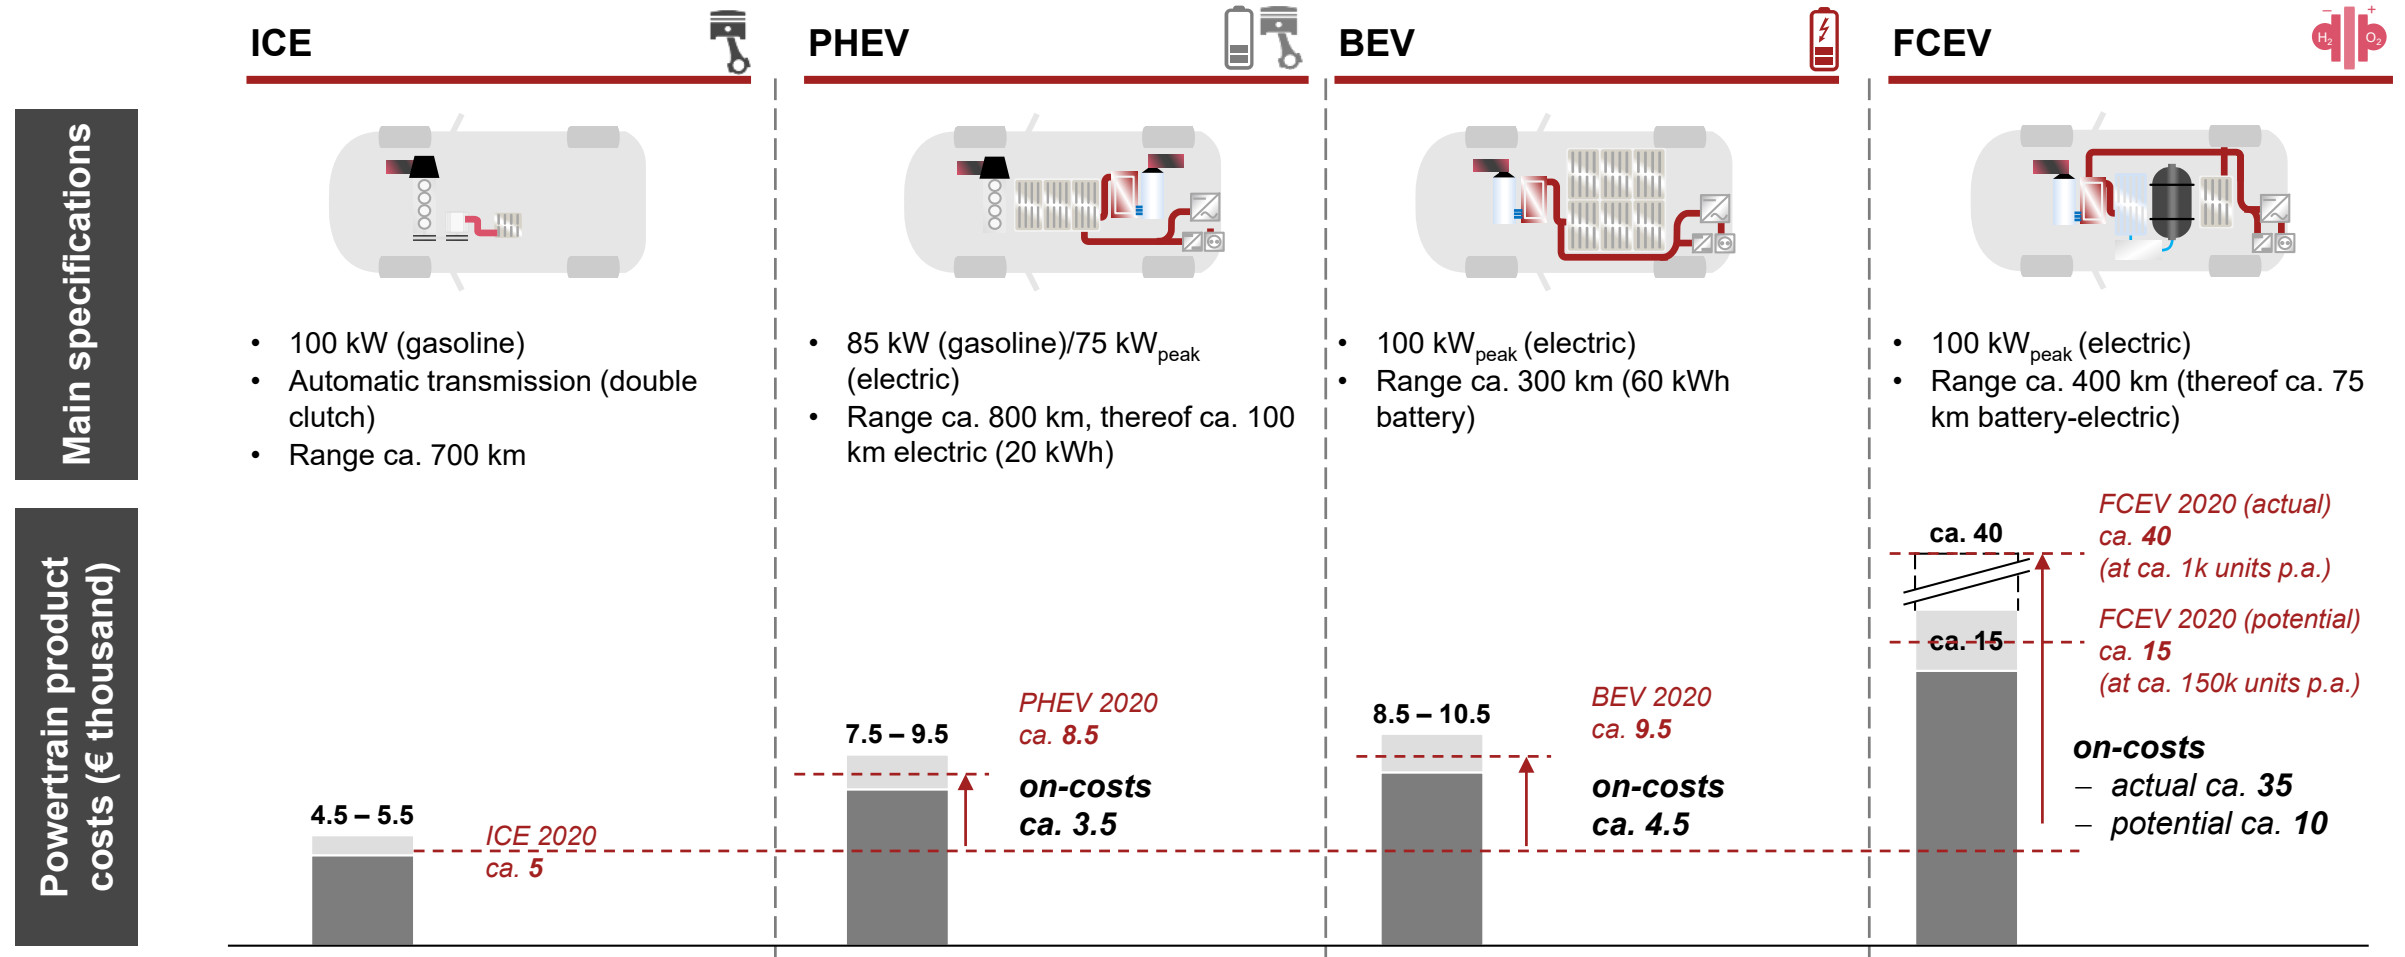 ICE
PHEV
BEV
FCEV
– +
H2 O2
Main specifications
• 100 kW (gasoline)
• Automatic transmission (double
clutch)
• Range ca. 700 km
• 85 kW (gasoline)/75 kWpeak
(electric)
• Range ca. 800 km, thereof ca. 100
km electric (20 kWh)
• 100 kWpeak (electric)
• Range ca. 300 km (60 kWh
battery)
• 100 kWpeak (electric)
• Range ca. 400 km (thereof ca. 75
km battery-electric)
Powertrain product
costs (€ thousand)
4.5 – 5.5
ICE 2020
ca. 5
7.5 – 9.5
PHEV 2020
ca. 8.5
on-costs
ca. 3.5
8.5 – 10.5
BEV 2020
ca. 9.5
on-costs
ca. 4.5
ca. 40
ca. 15
FCEV 2020 (actual)
ca. 40
(at ca. 1k units p.a.)
FCEV 2020 (potential)
ca. 15
(at ca. 150k units p.a.)
on-costs
– actual ca. 35
– potential ca. 10